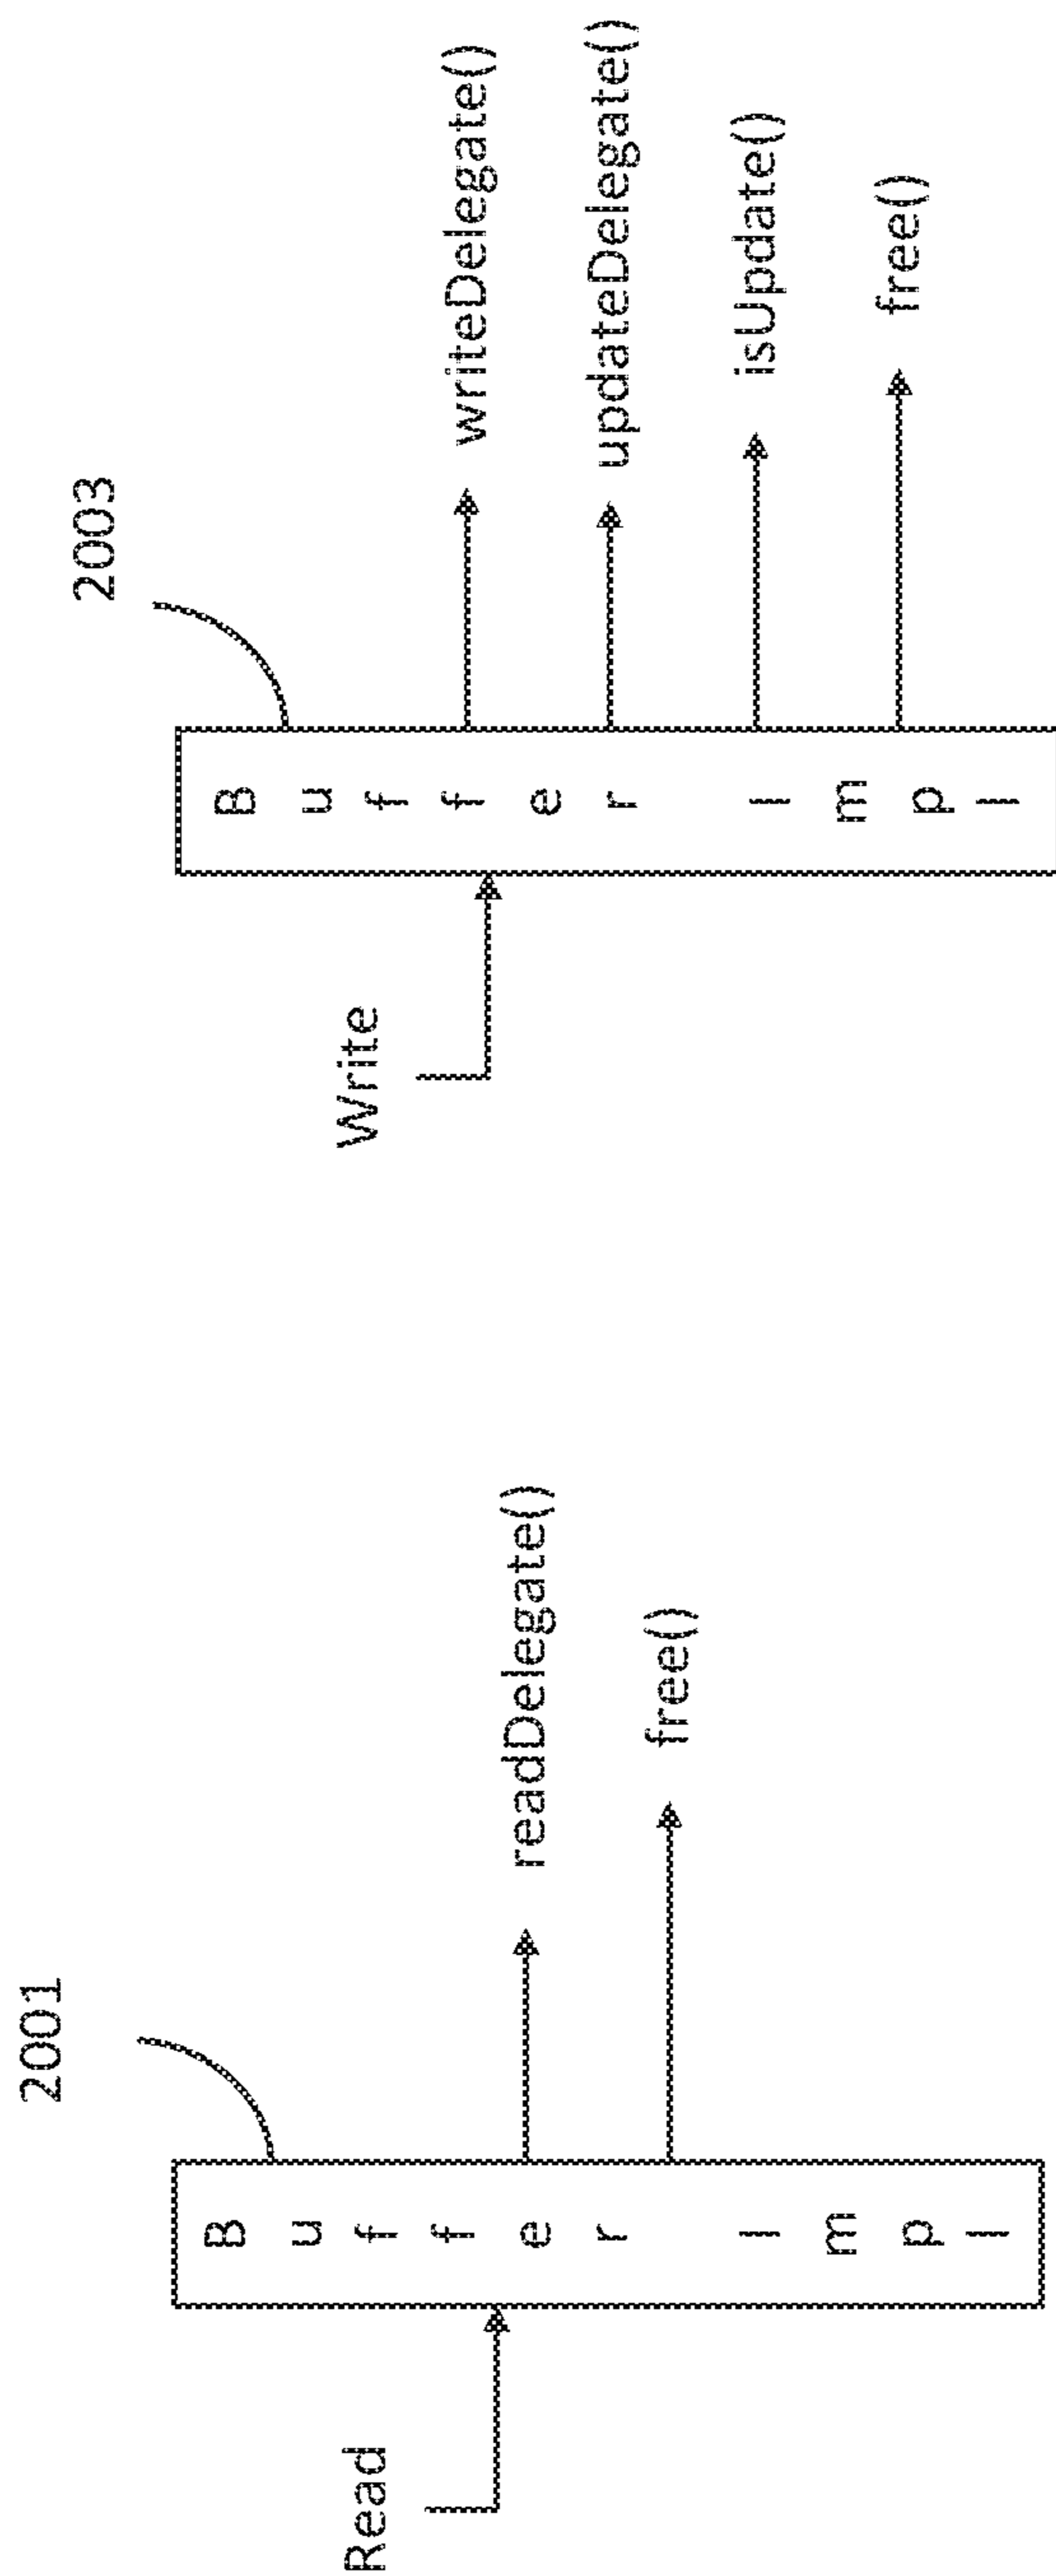 2001
Read
Buffer Impl
readDelegate()
free()
2003
Write
Buffer Impl
writeDelegate()
updateDelegate()
isUpdate()
free()